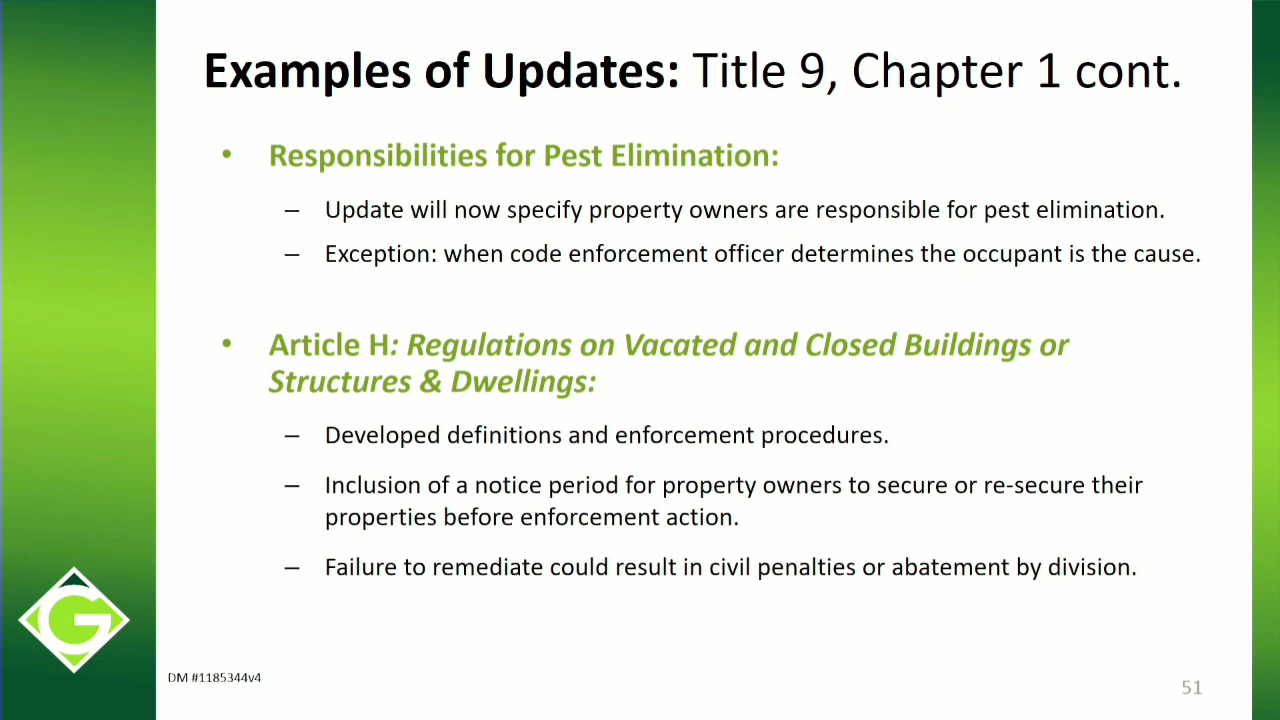 Examples of Updates: Title 9, Chapter 1 cont.
• Responsibilities for Pest Elimination:
– Update will now specify property owners are responsible for pest elimination.
– Exception: when code enforcement officer determines the occupant is the cause.
• Article H: Regulations on Vacated and Closed Buildings or
Structures & Dwellings:
– Developed definitions and enforcement procedures.
– Inclusion of a notice period for property owners to secure or re-secure their
properties before enforcement action.
– Failure to remediate could result in civil penalties or abatement by division.
G
DM #1185344v4
51